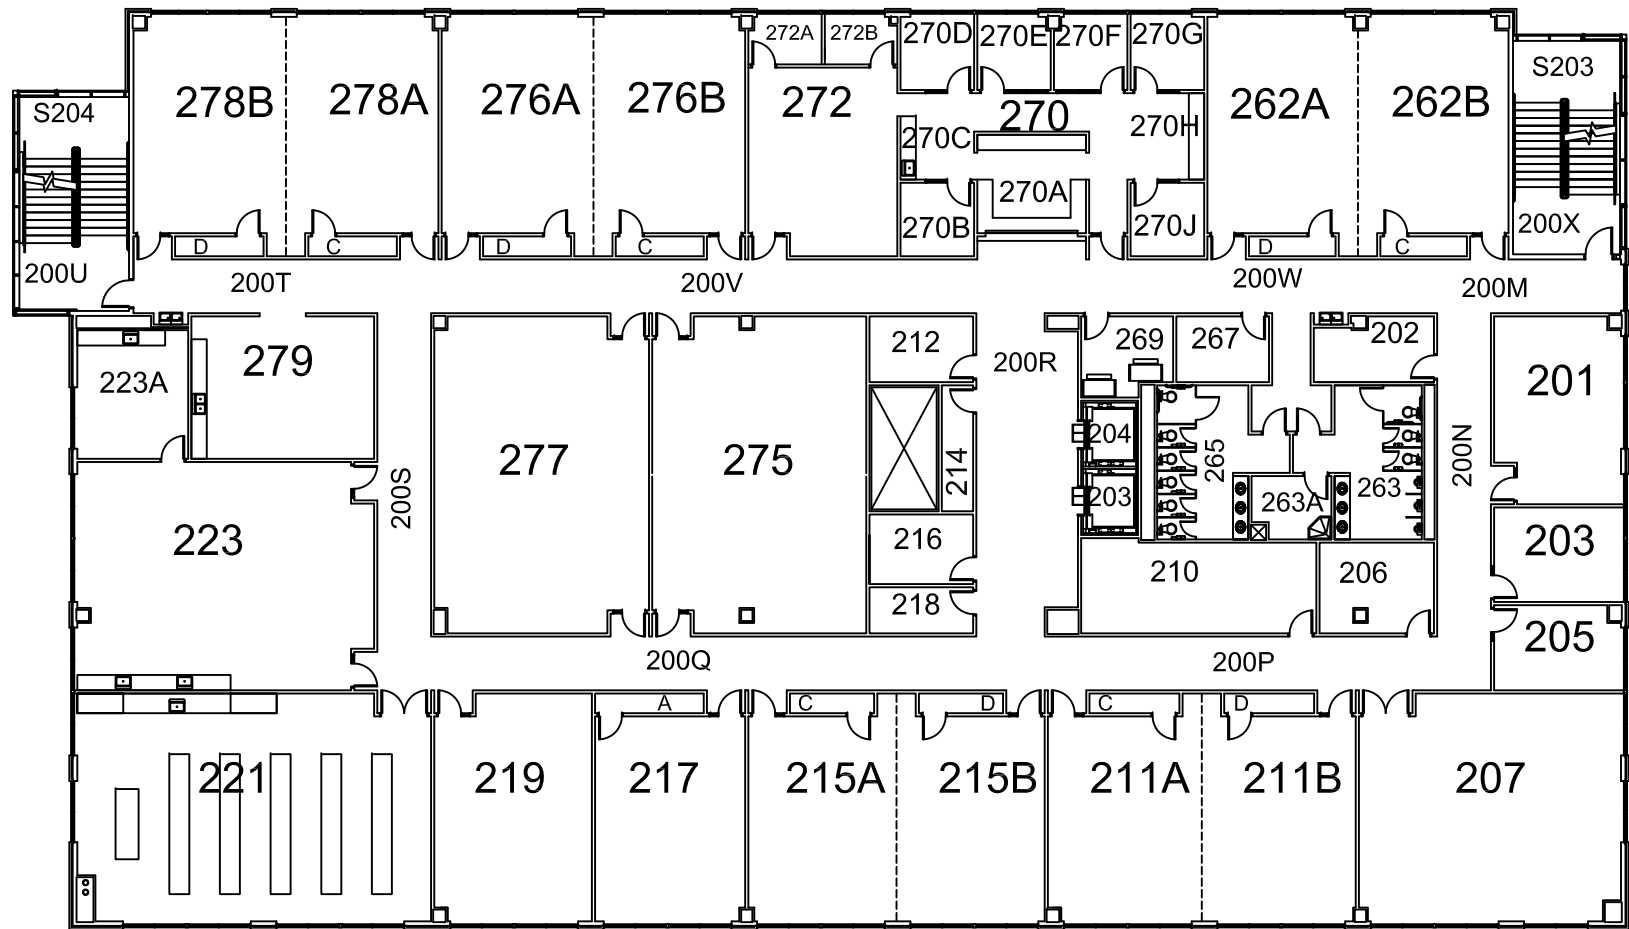 272A
272B
270D
270E
270F
270G
S203
278B
278A
276A
276B
272
270
262A
262B
S204
270C
270H
270A
270B
270J
200X
D
C
D
C
D
C
200U
200T
200V
200W
200M
212
200R
269
267
202
279
223A
201
277
275
214
E204
E203
265
263A
263
200N
200S
223
216
218
210
206
203
205
200Q
200P
A
C
D
C
D
221
219
217
215A
215B
211A
211B
207